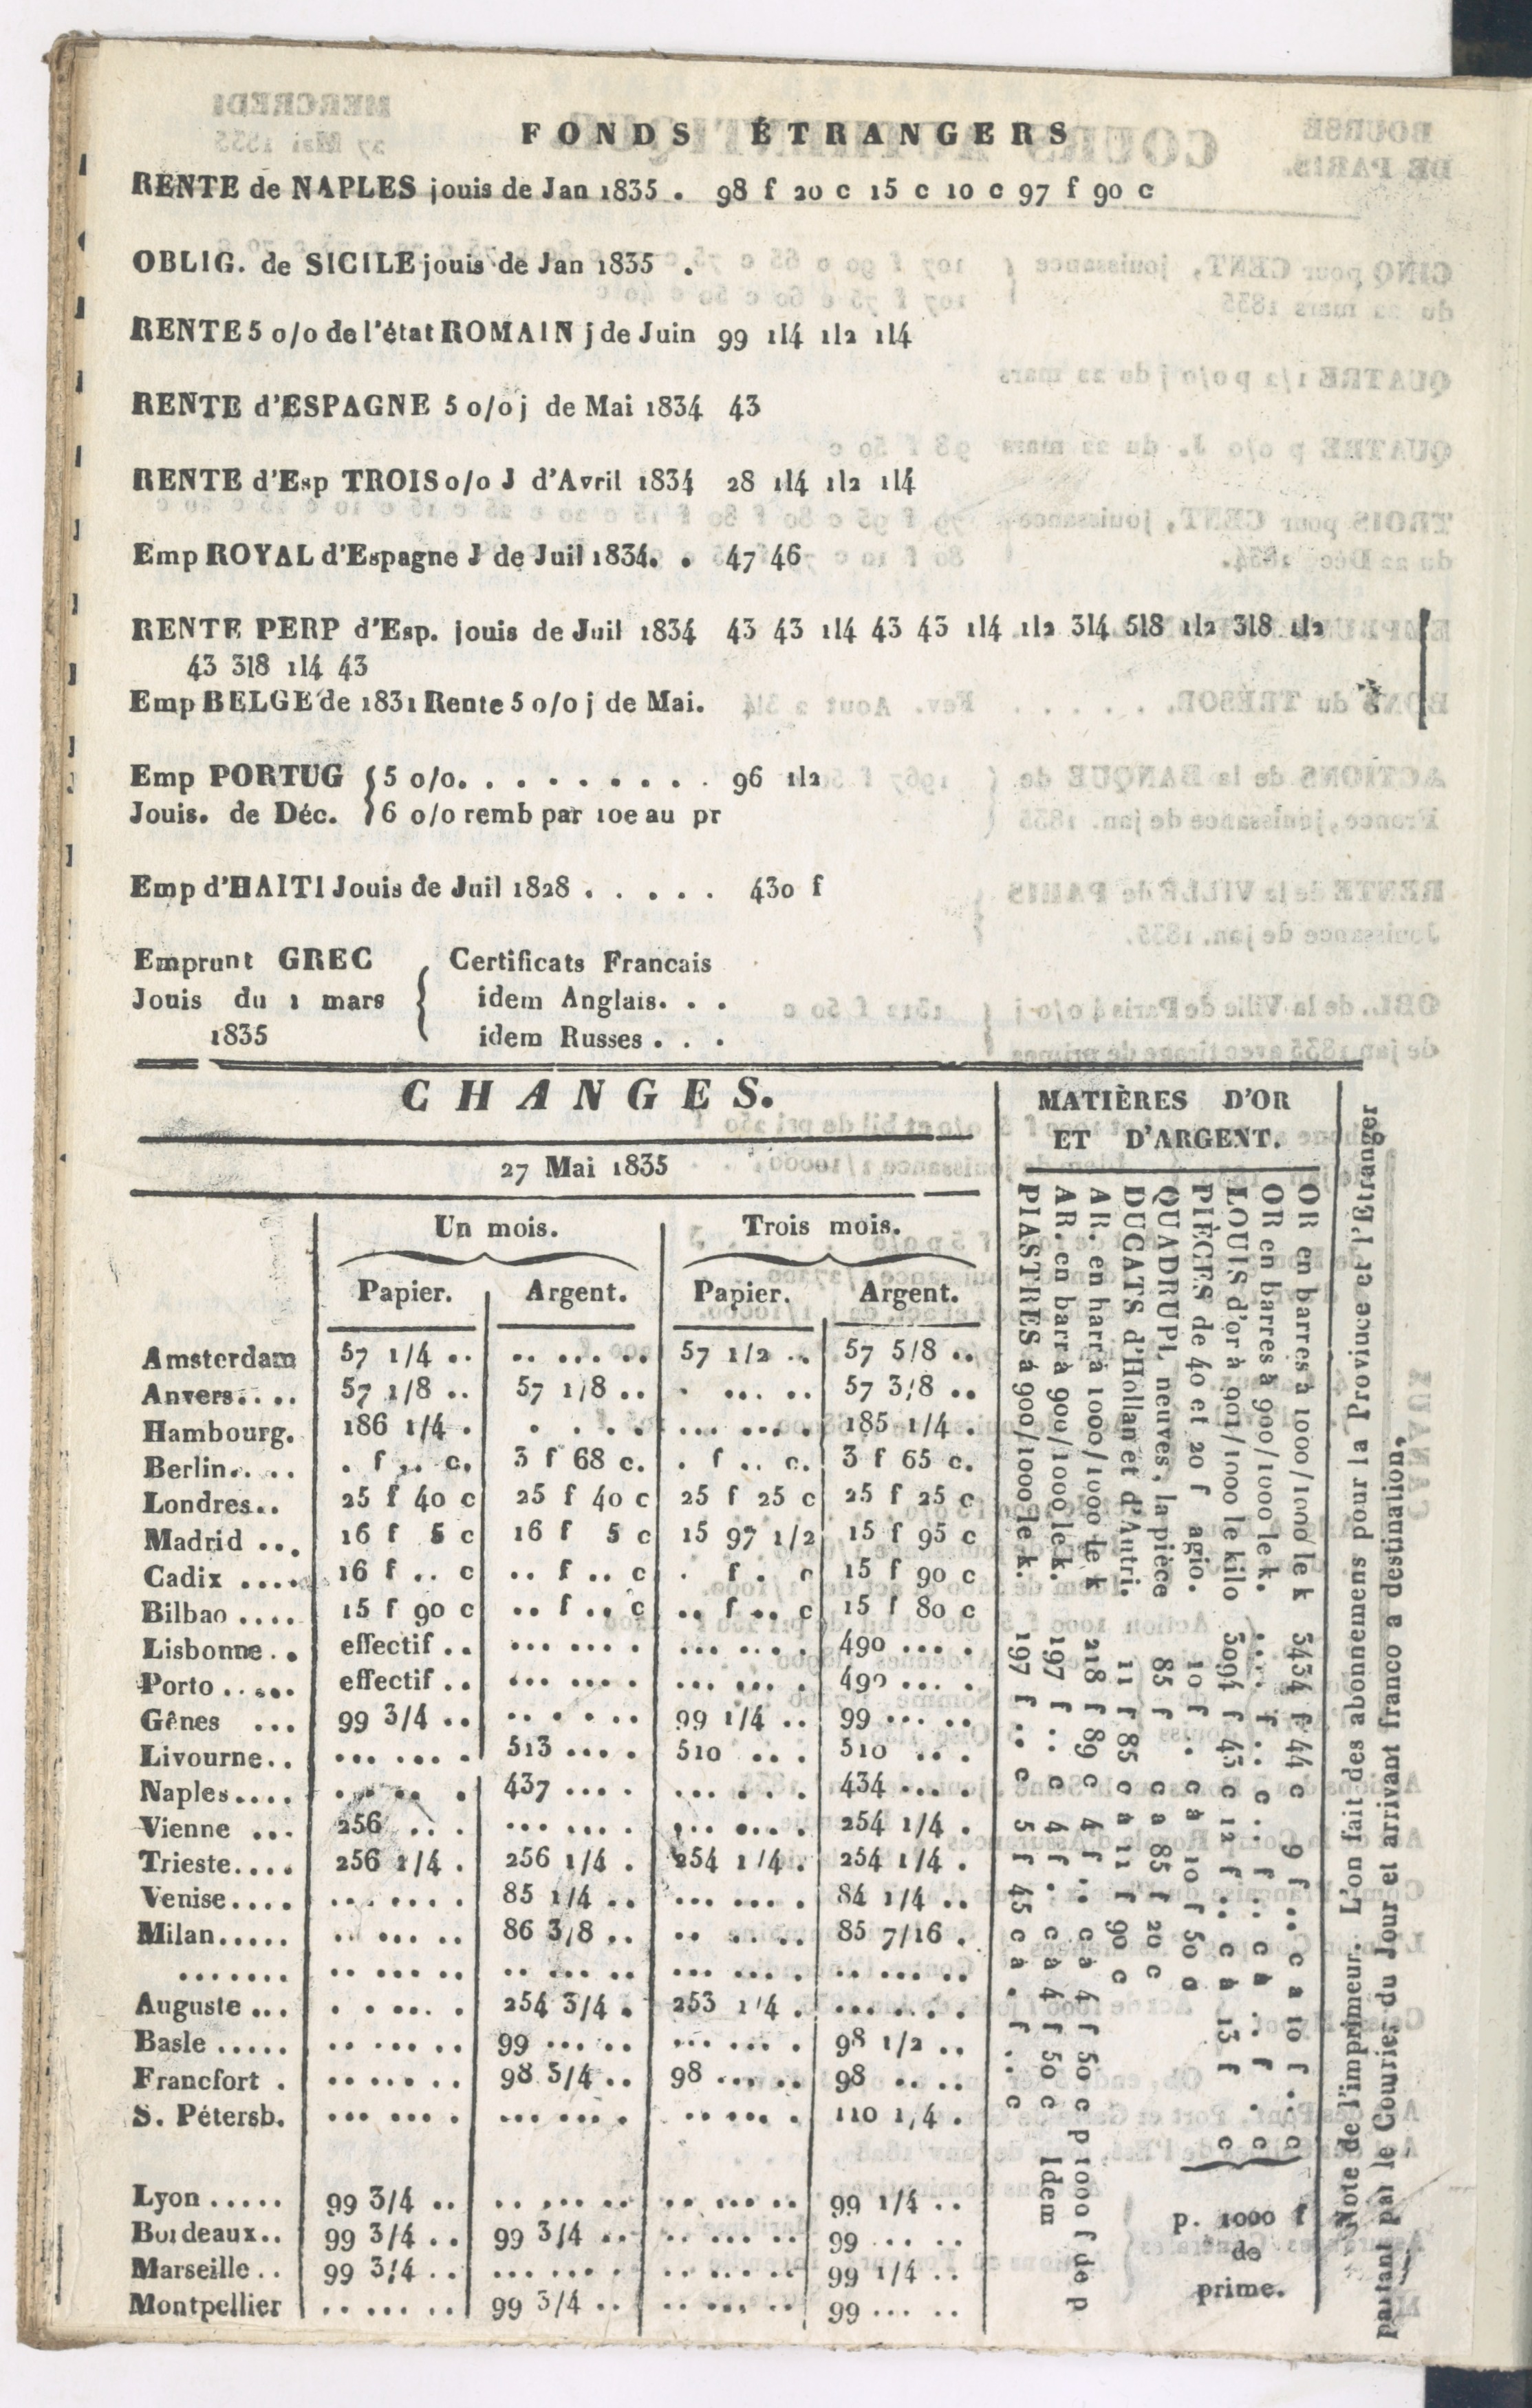 FONDS ÉTRANGERS
RENTE de NAPLES jouis de Jan 1835 . 98 f 20 c 15 c 10 c 97 f 90 c
OBLIG. de SICILE jouis de Jan 1835 .
RENTE 5 o/o de l'état ROMAIN j de Juin 99 1l4 1l2 1l4
RENTE d'ESPAGNE 5 o/o j de Mai 1834 43
RENTE d'Esp TROIS o/o J d'Avril 1834 28 1l4 1l2 1l4
Emp ROYAL d'Espagne J de Juil 1834. . 47 46
RENTE PERP d'Esp. jouis de Juil 1834 43 43 1l4 43 43 1l4 1l2 3l4 5l8 1l2 3l8 1l2
43 3l8 1l4 43
Emp BELGE de 1831 Rente 5 o/o j de Mai.
Emp PORTUG { 5 o/o. . . . . . . . . 96 1l2
Jouis. de Déc. 6 o/o remb par 10e au pr
Emp d'HAITI Jouis de Juil 1828 . . . . . 430 f
Emprunt GREC { Certificats Francais
Jouis du 1 mars idem Anglais. . .
1835 idem Russes . . .
CHANGES.
27 Mai 1835
Un mois. Trois mois.
Papier. Argent. Papier. Argent.
Amsterdam 57 1/4 .. .. ... .. 57 1/2 .. 57 5/8 ..
Anvers.... 57 1/8 .. 57 1/8 .. . ... .. 57 3/8 ..
Hambourg. 186 1/4 . . . . . ... ... . 185 1/4 .
Berlin.... . f .. c. 3 f 68 c. . f .. c. 3 f 65 c.
Londres.. 25 f 40 c 25 f 40 c 25 f 25 c 25 f 25 c
Madrid ... 16 f 5 c 16 f 5 c 15 97 1/2 15 f 95 c
Cadix .... 16 f .. c .. f .. c . f . c 15 f 90 c
Bilbao .... 15 f 90 c .. f .. c .. f .. c 15 f 80 c
Lisbonne . . effectif .. ... ... . ... ... . 490 ... .
Porto ..... effectif .. ... ... . ... ... . 490 ... .
Gênes ... 99 3/4 .. .. . . .. 99 1/4 .. 99 ... ..
Livourne.. ... ... . 513 ... . 510 ... . 510 ... .
Naples.... . . .. . 437 ... . ... . . . 434 ... .
Vienne ... 256 .. . ... ... . ... ... . 254 1/4 .
Trieste.... 256 1/4 . 256 1/4 . 254 1/4 . 254 1/4 .
Venise.... ... ... . 85 1/4 .. ... ... . 84 1/4 ..
Milan..... .. ... .. 86 3/8 .. .. ... .. 85 7/16 .
....... .. ... .. .. ... .. ... ... . .. ... ..
Auguste ... . . ... . 254 3/4 . 253 1/4 . ... .. .
Basle ..... .. ... .. 99 ... .. ... ... . 98 1/2 ..
Francfort . .. ... .. 98 3/4 .. 98 ... .. 98 .. ..
S. Pétersb. ... ... . ... ... . .. ... . 110 1/4 .
Lyon ..... 99 3/4 .. .. ... .. .. ... .. 99 1/4 ..
Bordeaux.. 99 3/4 .. 99 3/4 .. .. ... .. 99 ... ..
Marseille . . 99 3/4 .. ... ... . .. ... .. 99 1/4 ..
Montpellier .. ... .. 99 3/4 .. .. ... .. 99 ... ..
MATIÈRES D'OR
ET D'ARGENT.
OR en barres à 1000/1000 le k 3434 f 44 c 9 f .. c a 10 f .. c
OR en barres à 900/1000 le k. .... f .. c .. f .. c à . f . c
LOUIS d'or à 901/1000 le kilo 3094 f 43 c 12 f .. c à 13 f . c
PIÈCES de 40 et 20 f agio. 10 f .. c à 10 f 50 c
QUADRUPL neuves, la pièce 85 f c a 85 f 20 c
DUCATS d'Hollan et d'Autri. 11 f 85 c à 11 f 90 c
AR. en barr à 1000/1000 le k 218 f 89 c 4 f .. c à 4 f 50 c p 1000 f de p
AR. en barr à 900/1000 le k. 197 f .. c 4 f . c à 4 f 50 c Idem
PIASTRES à 900/1000 le k. 197 f .. c 5 f 45 c à . f .. c
p. 1000 f
de
prime.
Note de l'imprimeur. L'on fait des abonnemens pour la Province et l'Etranger
partant par le Courier du Jour et arrivant franco a destination.